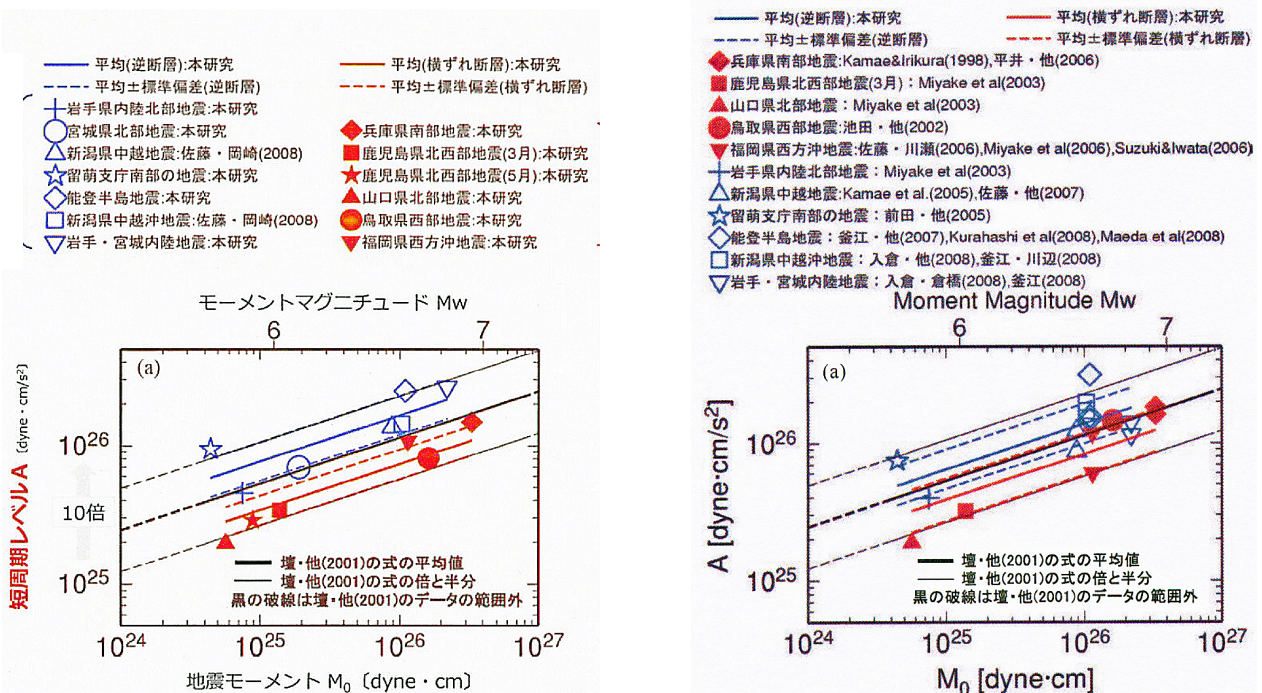 平均(逆断層):本研究
平均(横ずれ断層):本研究
平均±標準偏差(逆断層)
平均±標準偏差(横ずれ断層)
岩手県内陸北部地震:本研究
宮城県北部地震:本研究
兵庫県南部地震:本研究
新潟県中越地震:佐藤・岡崎(2008)
鹿児島県北西部地震(3月):本研究
留萌支庁南部の地震:本研究
鹿児島県北西部地震(5月):本研究
能登半島地震:本研究
山口県北部地震:本研究
新潟県中越沖地震:佐藤・岡崎(2008)
鳥取県西部地震:本研究
岩手・宮城内陸地震:本研究
福岡県西方沖地震:本研究
モーメントマグニチュード Mw
6 7
(a)
短周期レベルA〔dyne・cm/s²〕
10²⁶
10倍
10²⁵
壇・他(2001)の式の平均値
壇・他(2001)の式の倍と半分
黒の破線は壇・他(2001)のデータの範囲外
10²⁴ 10²⁵ 10²⁶ 10²⁷
地震モーメント M₀〔dyne・cm〕
平均(逆断層):本研究
平均(横ずれ断層):本研究
平均±標準偏差(逆断層)
平均±標準偏差(横ずれ断層)
兵庫県南部地震:Kamae&Irikura(1998),平井・他(2006)
鹿児島県北西部地震(3月):Miyake et al(2003)
山口県北部地震:Miyake et al(2003)
鳥取県西部地震:池田・他(2002)
福岡県西方沖地震:佐藤・川瀬(2006),Miyake et al(2006),Suzuki&Iwata(2006)
岩手県内陸北部地震:Miyake et al(2003)
新潟県中越地震:Kamae et al.(2005),佐藤・他(2007)
留萌支庁南部の地震:前田・他(2005)
能登半島地震:釜江・他(2007),Kurahashi et al(2008),Maeda et al(2008)
新潟県中越沖地震:入倉・他(2008),釜江・川辺(2008)
岩手・宮城内陸地震:入倉・倉橋(2008),釜江(2008)
Moment Magnitude Mw
6 7
(a)
A [dyne·cm/s²]
10²⁶
10²⁵
壇・他(2001)の式の平均値
壇・他(2001)の式の倍と半分
黒の破線は壇・他(2001)のデータの範囲外
10²⁴ 10²⁵ 10²⁶ 10²⁷
M₀ [dyne·cm]